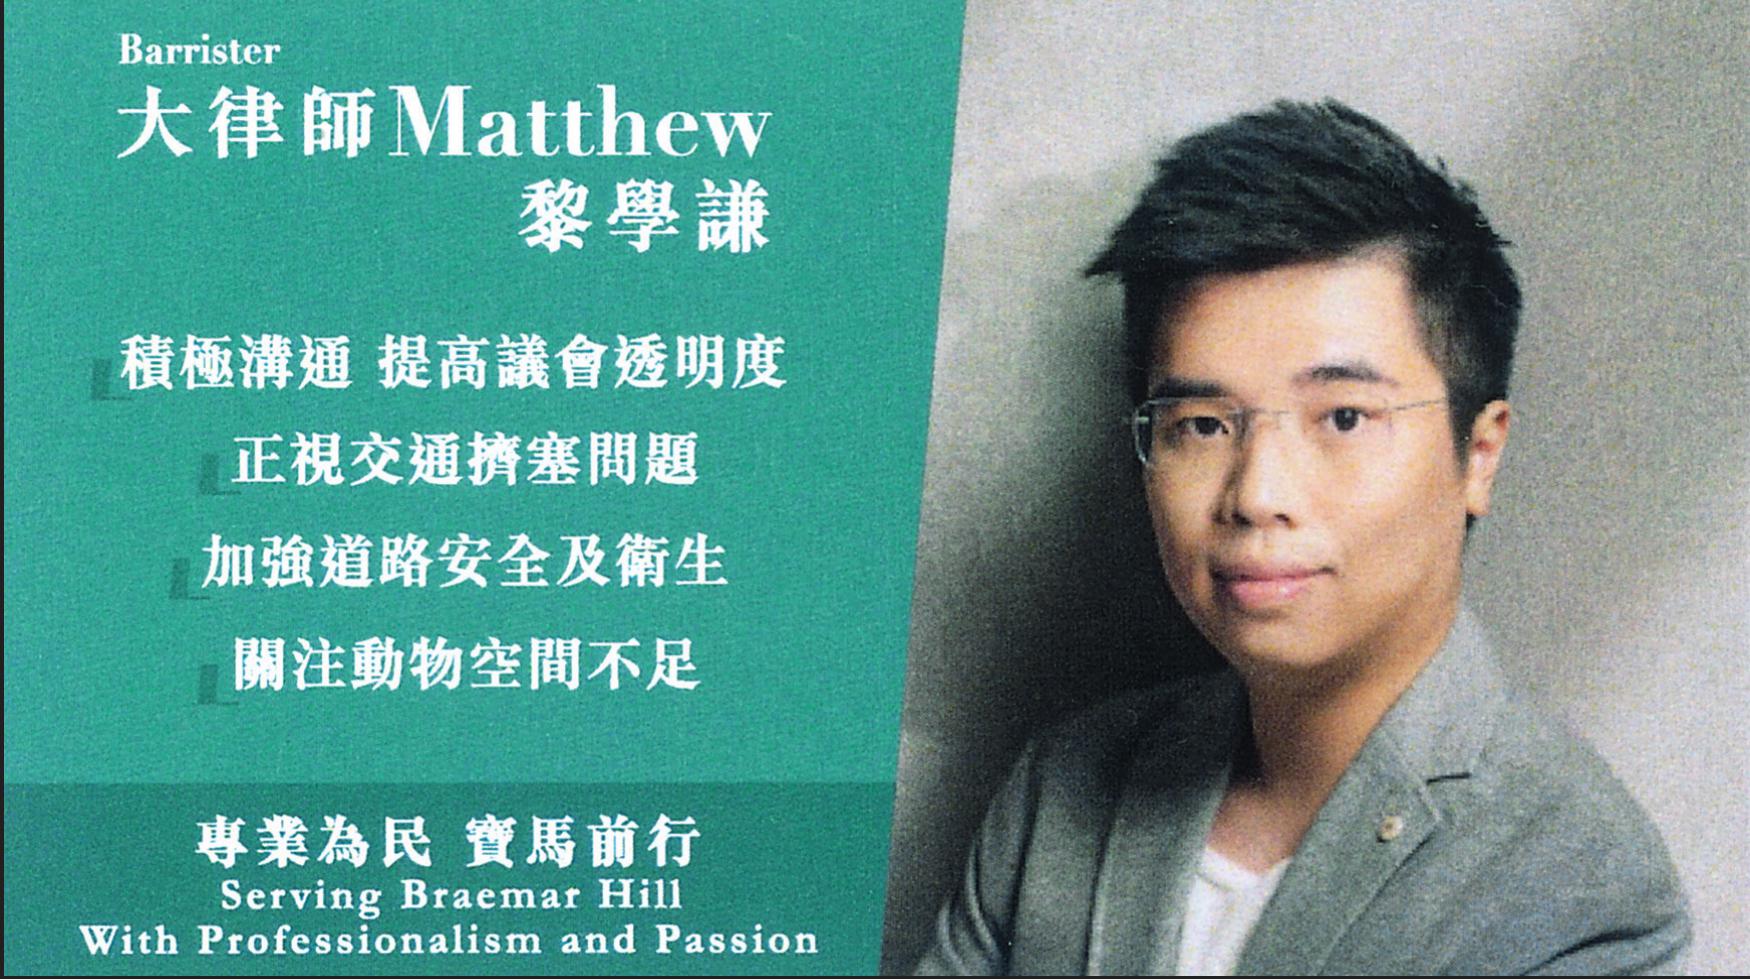 Barrister
大律師Matthew
黎學謙
積極溝通 提高議會透明度
正視交通擠塞問題
加強道路安全及衛生
關注動物空間不足
專業為民 寶馬前行
Serving Braemar Hill
With Professionalism and Passion